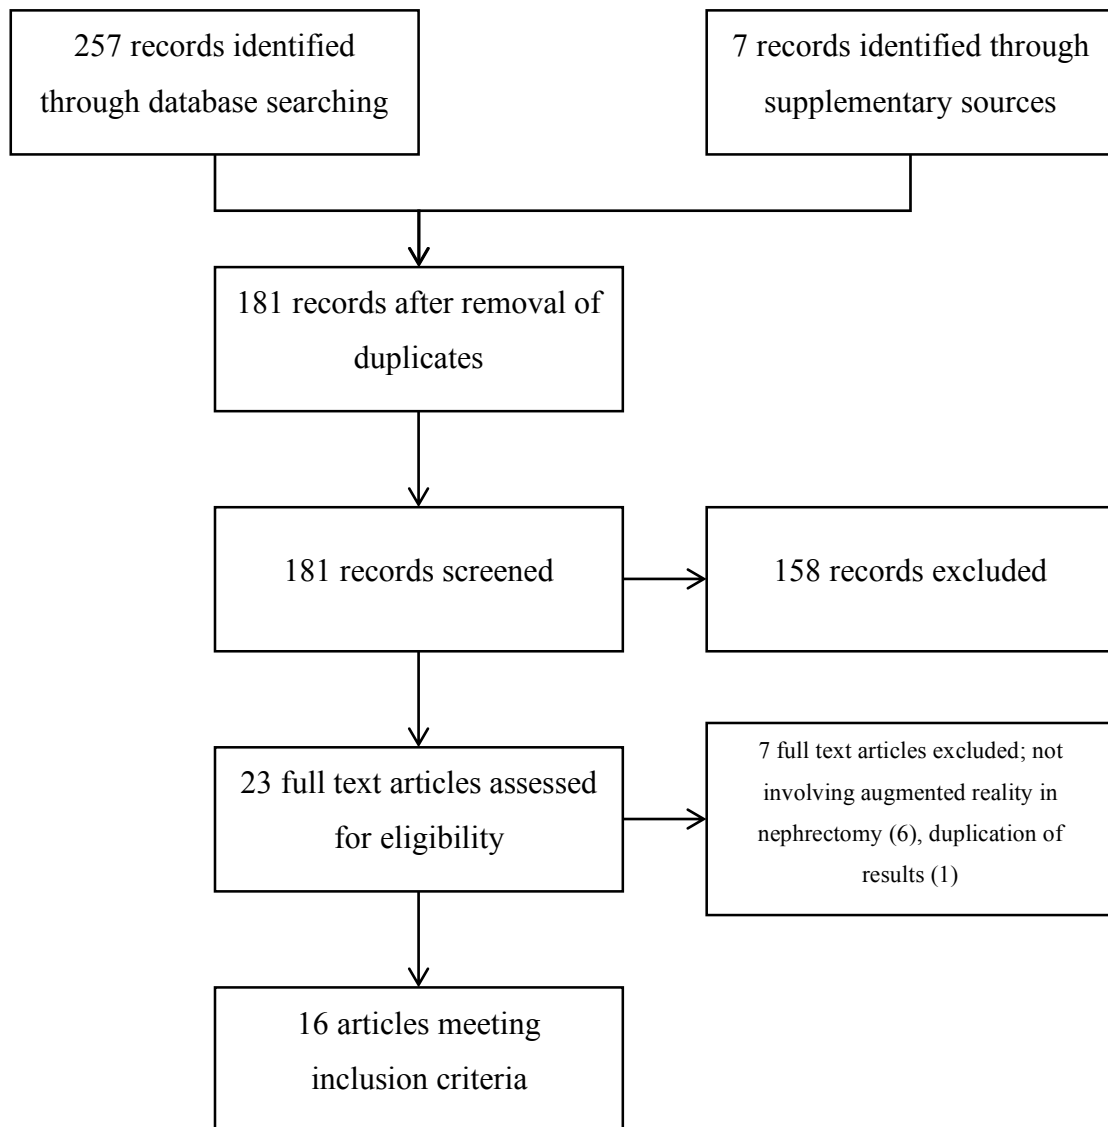 257 records identified
through database searching
7 records identified through
supplementary sources
181 records after removal of
duplicates
181 records screened
158 records excluded
23 full text articles assessed
for eligibility
7 full text articles excluded; not
involving augmented reality in
nephrectomy (6), duplication of
results (1)
16 articles meeting
inclusion criteria